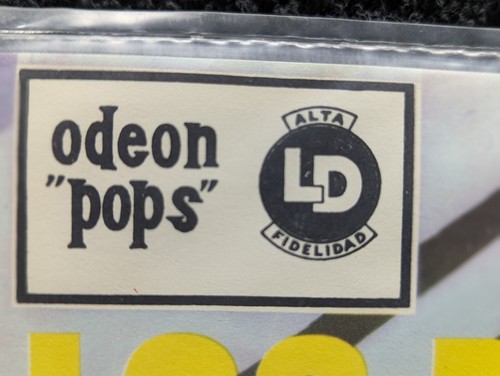 odeon
"pops"
ALTA
LD
FIDELIDAD